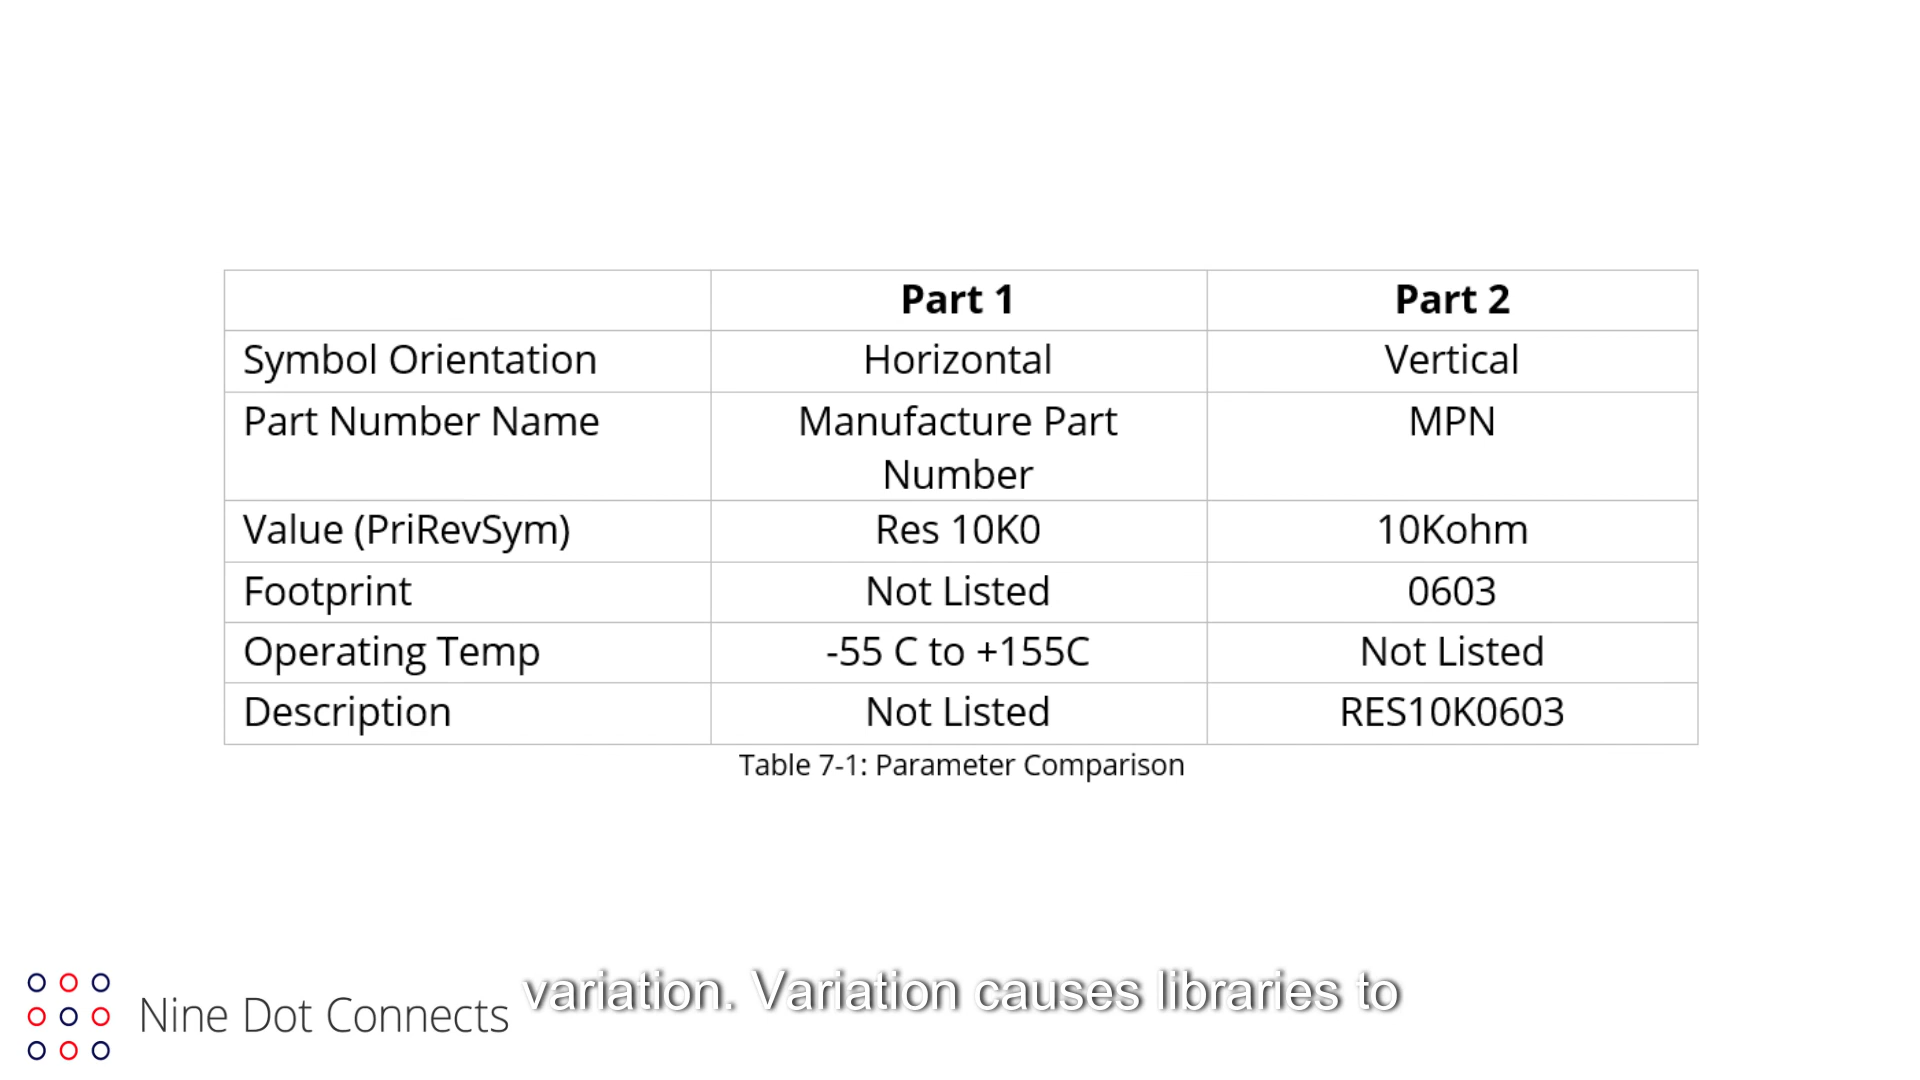 Part 1 Part 2
Symbol Orientation Horizontal Vertical
Part Number Name Manufacture Part Number MPN
Value (PriRevSym) Res 10K0 10Kohm
Footprint Not Listed 0603
Operating Temp -55 C to +155C Not Listed
Description Not Listed RES10K0603
Table 7-1: Parameter Comparison
Nine Dot Connects
variation. Variation causes libraries to